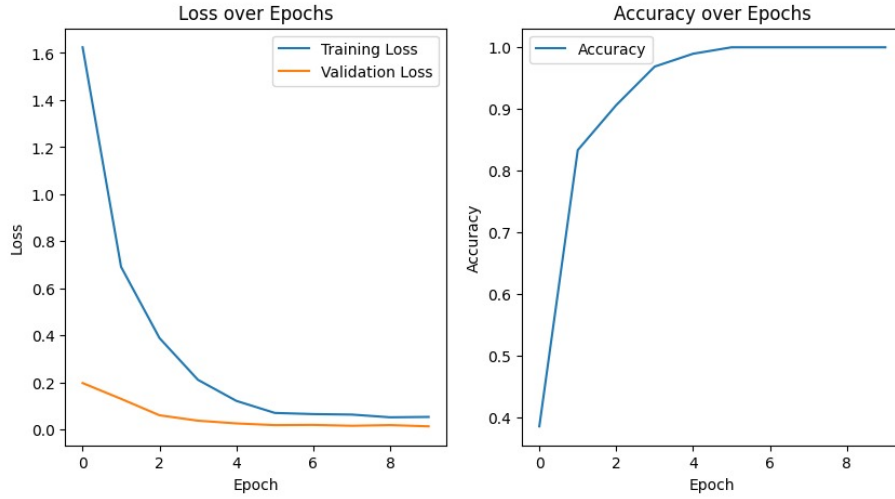 Loss over Epochs
Training Loss
Validation Loss
1.6
1.4
1.2
1.0
0.8
0.6
0.4
0.2
0.0
Loss
0 2 4 6 8
Epoch
Accuracy over Epochs
Accuracy
1.0
0.9
0.8
0.7
0.6
0.5
0.4
Accuracy
0 2 4 6 8
Epoch